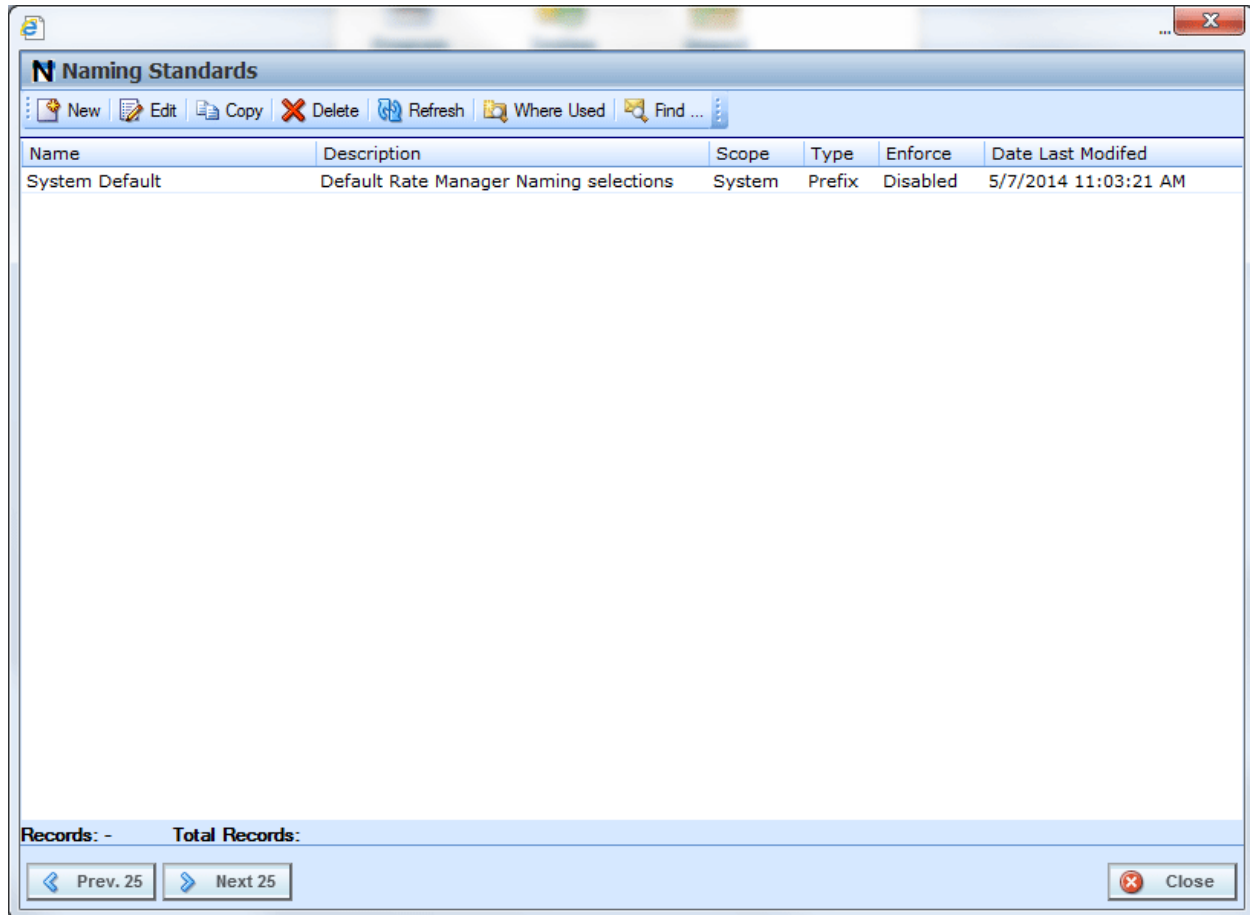 ...
Naming Standards
New Edit Copy Delete Refresh Where Used Find ...
Name Description Scope Type Enforce Date Last Modifed
System Default Default Rate Manager Naming selections System Prefix Disabled 5/7/2014 11:03:21 AM
Records: - Total Records:
Prev. 25 Next 25 Close